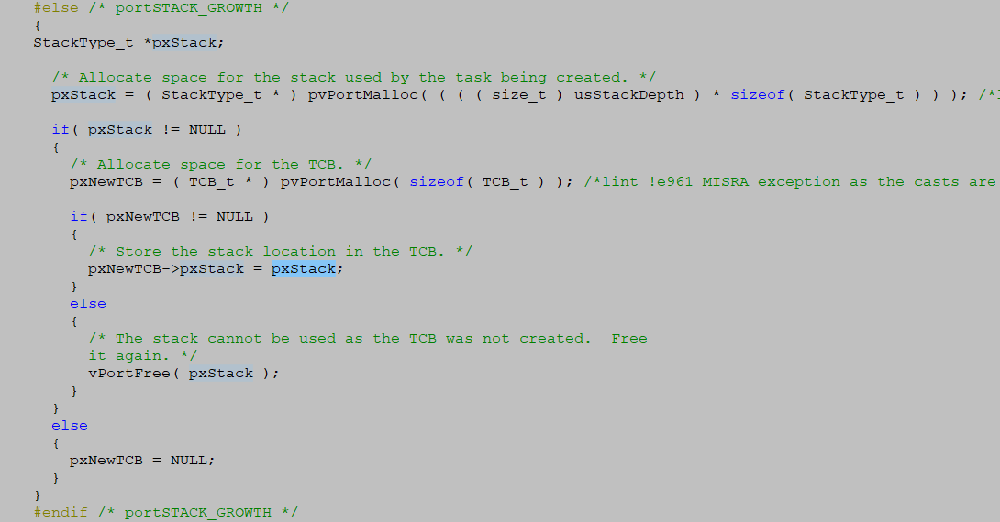 #else /* portSTACK_GROWTH */
{
StackType_t *pxStack;
/* Allocate space for the stack used by the task being created. */
pxStack = ( StackType_t * ) pvPortMalloc( ( ( ( size_t ) usStackDepth ) * sizeof( StackType_t ) ) ); /*
if( pxStack != NULL )
{
/* Allocate space for the TCB. */
pxNewTCB = ( TCB_t * ) pvPortMalloc( sizeof( TCB_t ) ); /*lint !e961 MISRA exception as the casts are
if( pxNewTCB != NULL )
{
/* Store the stack location in the TCB. */
pxNewTCB->pxStack = pxStack;
}
else
{
/* The stack cannot be used as the TCB was not created.  Free
it again. */
vPortFree( pxStack );
}
}
else
{
pxNewTCB = NULL;
}
}
#endif /* portSTACK_GROWTH */